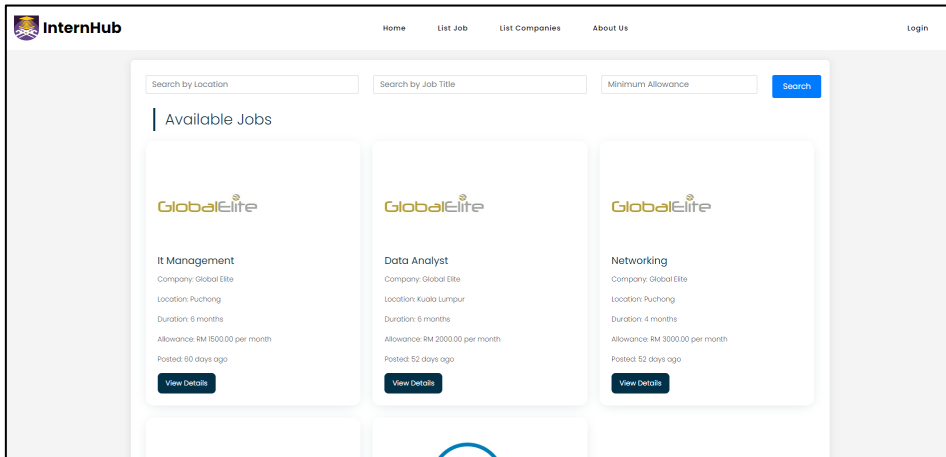 InternHub
Home List Job List Companies About Us Login
Search by Location Search by Job Title Minimum Allowance Search
Available Jobs
GlobalElite GlobalElite GlobalElite
It Management Data Analyst Networking
Company: Global Elite Company: Global Elite Company: Global Elite
Location: Puchong Location: Kuala Lumpur Location: Puchong
Duration: 6 months Duration: 6 months Duration: 4 months
Allowance: RM 1500.00 per month Allowance: RM 2000.00 per month Allowance: RM 3000.00 per month
Posted: 60 days ago Posted: 52 days ago Posted: 52 days ago
View Details View Details View Details